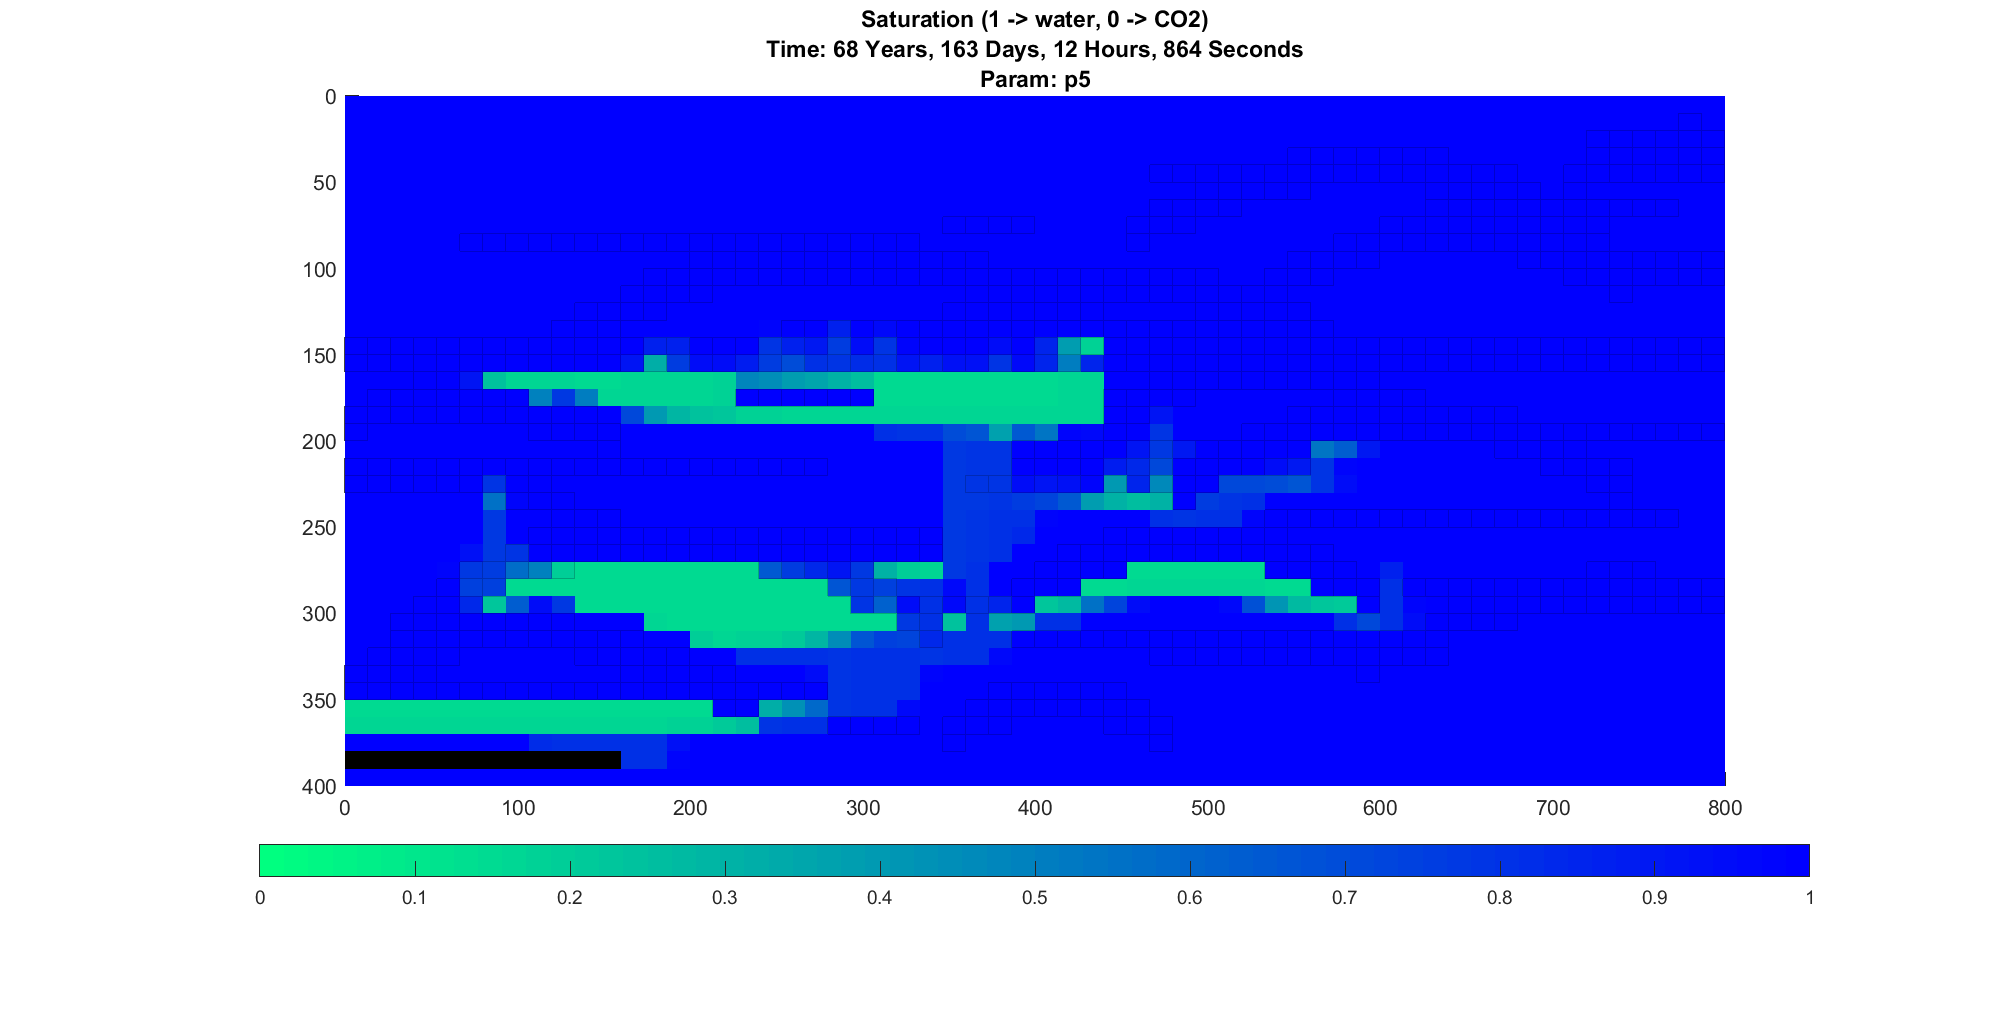 Saturation (1 -> water, 0 -> CO2)
Time: 68 Years, 163 Days, 12 Hours, 864 Seconds
Param: p5
0
50
100
150
200
250
300
350
400
0 100 200 300 400 500 600 700 800
0 0.1 0.2 0.3 0.4 0.5 0.6 0.7 0.8 0.9 1